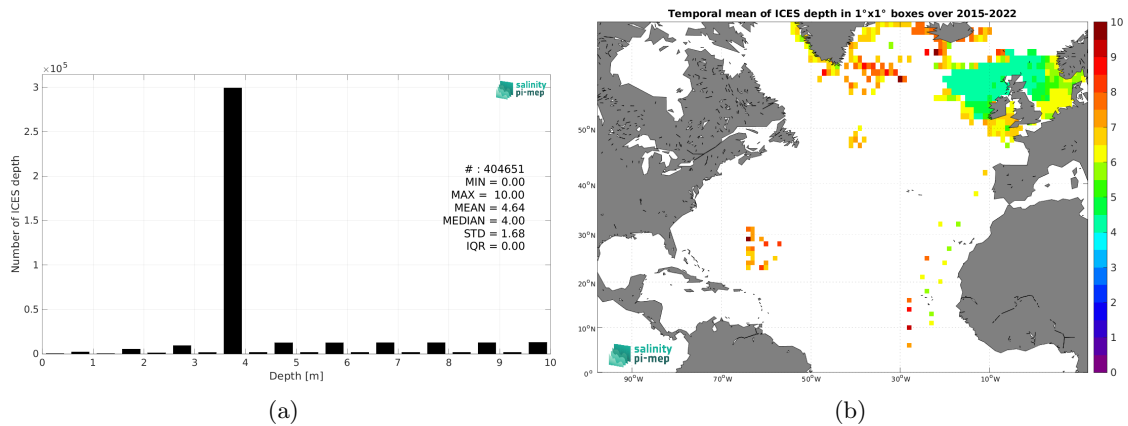 ×10⁵
3
2.5
2
1.5
1
0.5
0
Number of ICES depth
0 1 2 3 4 5 6 7 8 9 10
Depth [m]
salinity
pi-mep
# : 404651
MIN = 0.00
MAX = 10.00
MEAN = 4.64
MEDIAN = 4.00
STD = 1.68
IQR = 0.00
(a)
Temporal mean of ICES depth in 1°x1° boxes over 2015-2022
50°N
40°N
30°N
20°N
10°N
0°
90°W 70°W 50°W 30°W 10°W
salinity
pi-mep
10
9
8
7
6
5
4
3
2
1
0
(b)